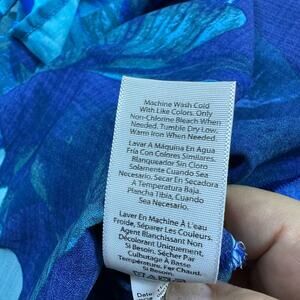 Machine Wash Cold
With Like Colors. Only
Non-Chlorine Bleach When
Needed. Tumble Dry Low.
Warm Iron When Needed.
Lavar A Máquina En Agua
Fría Con Colores Similares.
Blanqueador Sin Cloro
Solamente Cuando Sea
Necesario, Secar En Secadora
A Temperatura Baja.
Plancha Tibia, Cuando
Sea Necesario.
Laver En Machine À L'eau
Froide, Séparer Les Couleurs.
Agent Blanchissant Non
Décolorant Uniquement,
Si Besoin, Sécher Par
Culbutage À Basse
Température. Fer Chaud
Si Besoin.
Date: